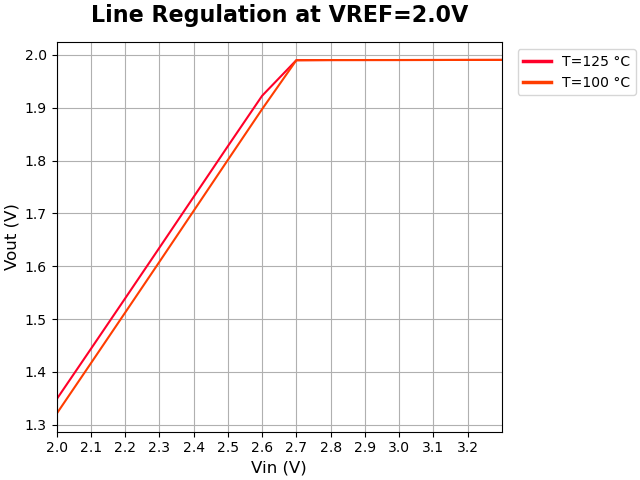 Line Regulation at VREF=2.0V
T=125 °C
T=100 °C
Vout (V)
2.0
1.9
1.8
1.7
1.6
1.5
1.4
1.3
2.0 2.1 2.2 2.3 2.4 2.5 2.6 2.7 2.8 2.9 3.0 3.1 3.2
Vin (V)